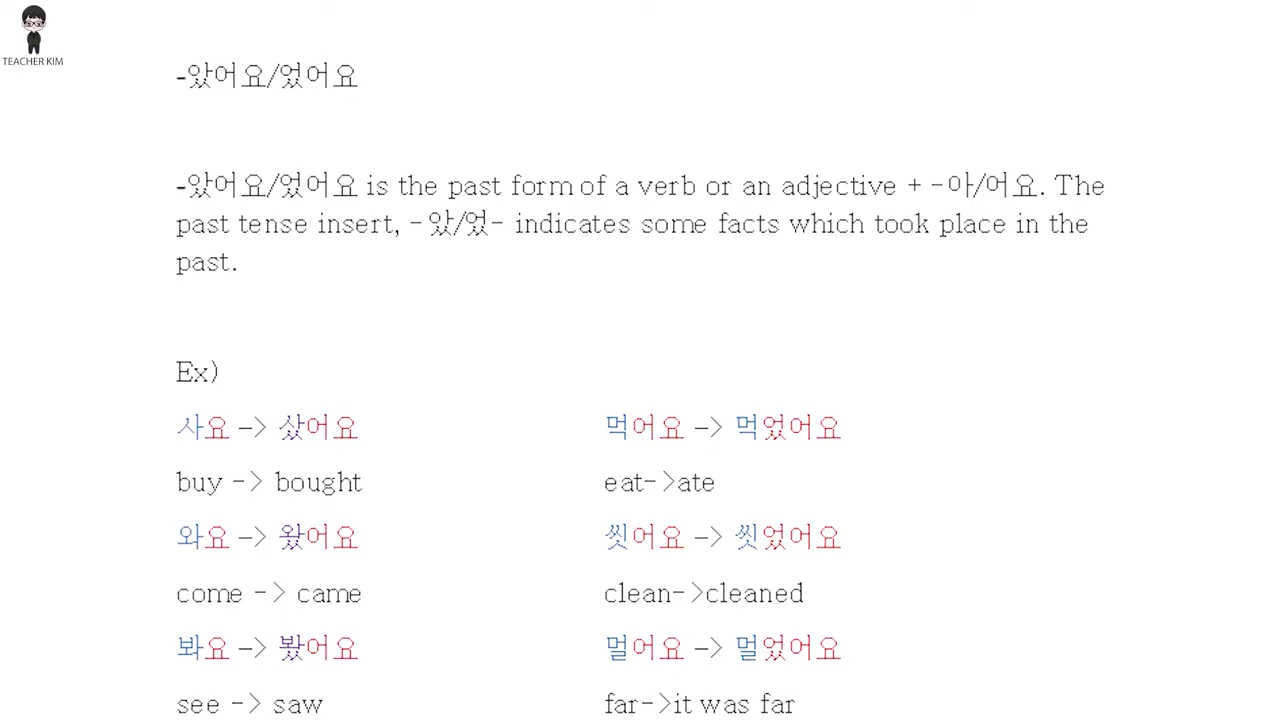 TEACHER KIM
-았어요/었어요
-았어요/었어요 is the past form of a verb or an adjective + -아/어요. The
past tense insert, -았/었- indicates some facts which took place in the
past.
Ex)
사요 -> 샀어요
먹어요 -> 먹었어요
buy -> bought
eat->ate
와요 -> 왔어요
씻어요 -> 씻었어요
come -> came
clean->cleaned
봐요 -> 봤어요
멀어요 -> 멀었어요
see -> saw
far->it was far